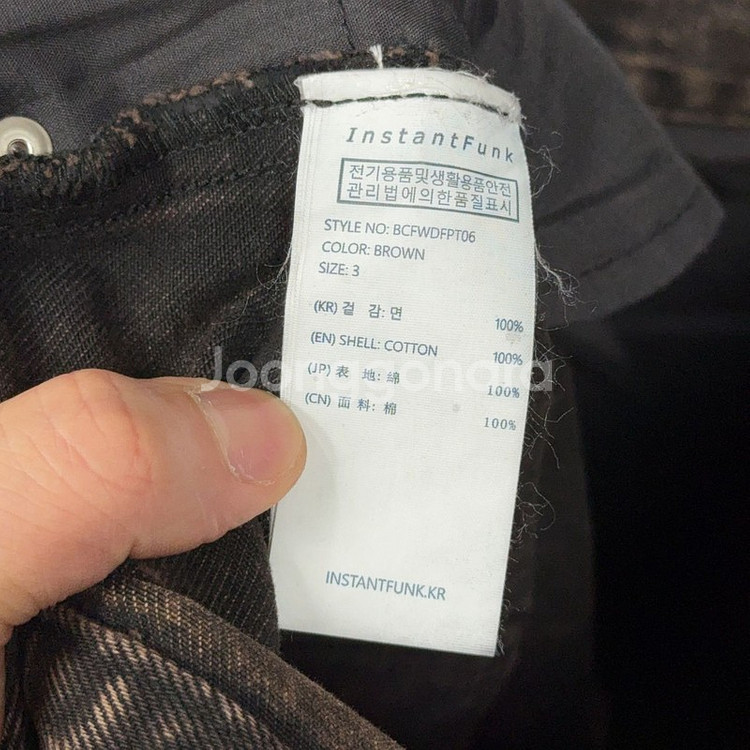 InstantFunk
전기용품및생활용품안전
관리법에의한품질표시
STYLE NO: BCFWDFPT06
COLOR: BROWN
SIZE: 3
(KR) 겉 감: 면 100%
(EN) SHELL: COTTON 100%
(JP) 表 地: 綿 100%
(CN) 面 料: 棉 100%
Joonggonara
INSTANTFUNK.KR